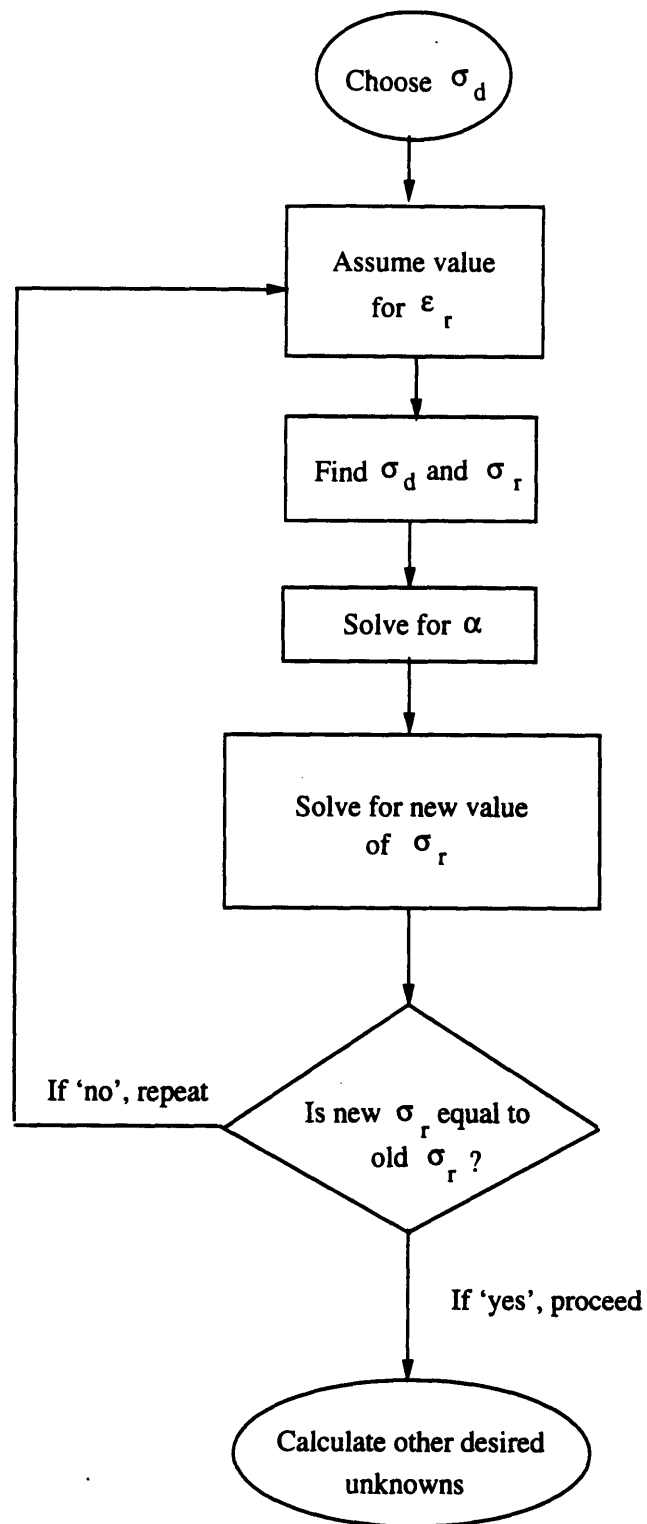 Choose σ_d
Assume value
for ε_r
Find σ_d and σ_r
Solve for α
Solve for new value
of σ_r
If ‘no’, repeat
Is new σ_r equal to
old σ_r ?
If ‘yes’, proceed
Calculate other desired
unknowns